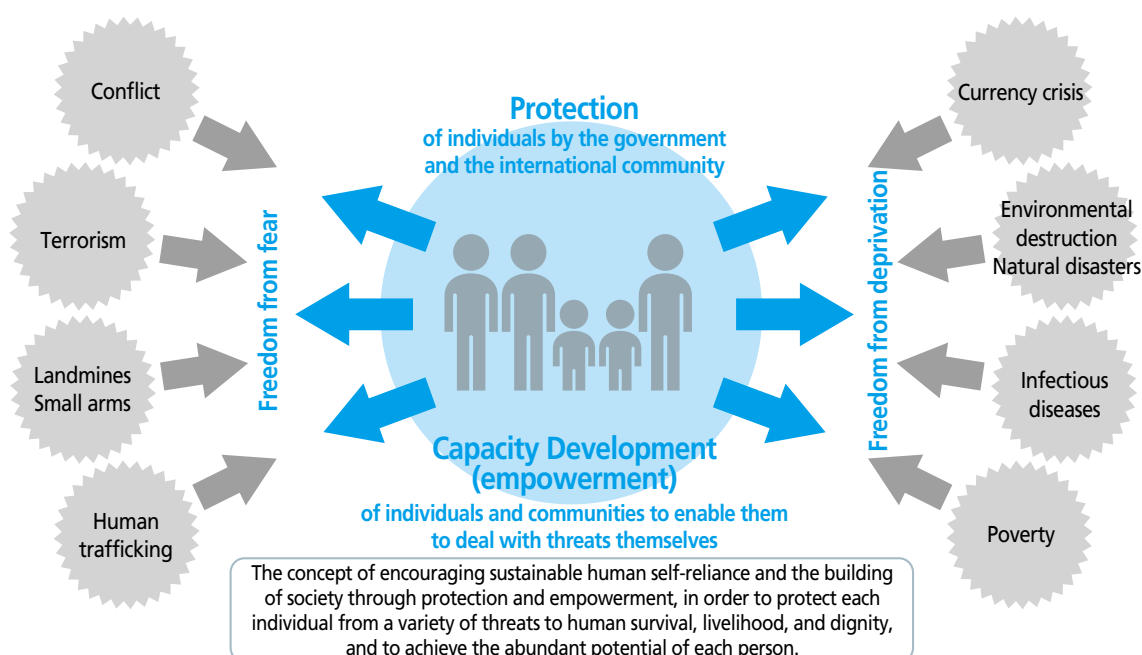 Conflict
Terrorism
Landmines
Small arms
Human
trafficking
Freedom from fear
Protection
of individuals by the government
and the international community
Capacity Development
(empowerment)
of individuals and communities to enable them
to deal with threats themselves
Freedom from deprivation
Currency crisis
Environmental
destruction
Natural disasters
Infectious
diseases
Poverty
The concept of encouraging sustainable human self-reliance and the building
of society through protection and empowerment, in order to protect each
individual from a variety of threats to human survival, livelihood, and dignity,
and to achieve the abundant potential of each person.